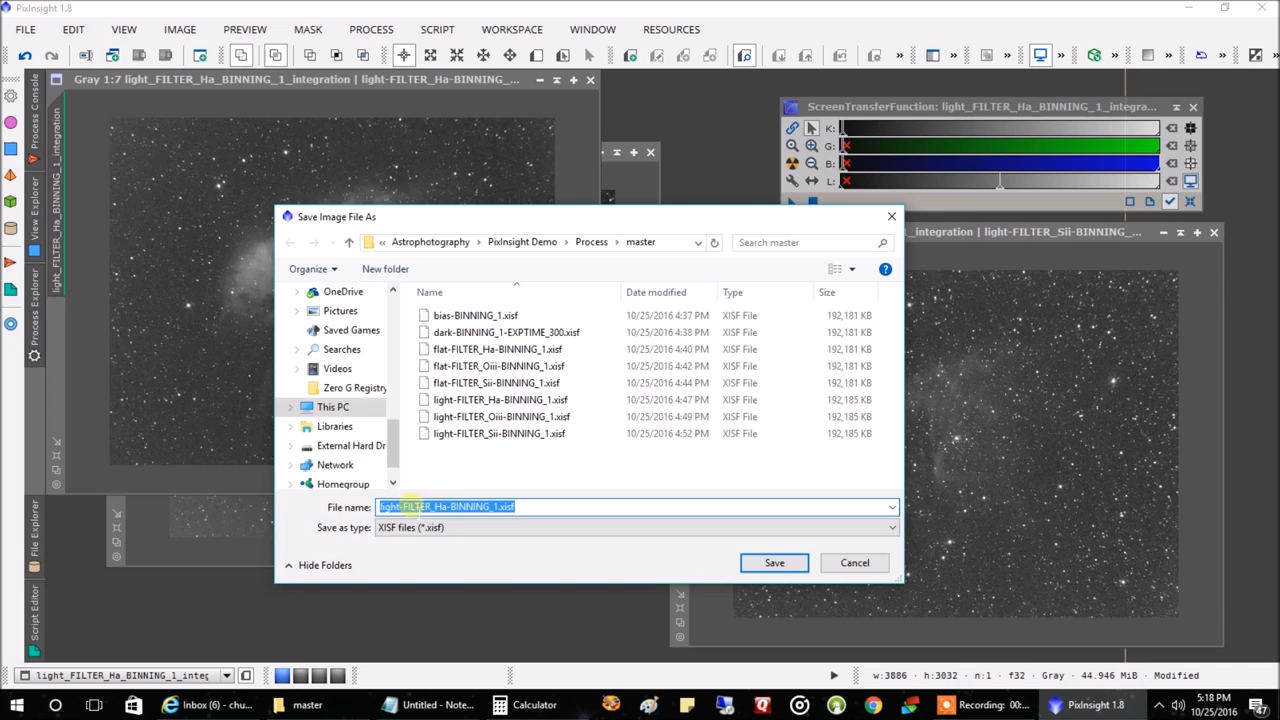 PixInsight 1.8
FILE EDIT VIEW IMAGE PREVIEW MASK PROCESS SCRIPT WORKSPACE WINDOW RESOURCES
Gray 1:7 light_FILTER_Ha_BINNING_1_integration | light-FILTER_Ha-BINNING_...
Process Console
View Explorer
Process Explorer
File Explorer
Script Editor
light_FILTER_Ha_BINNING_1_integration
ScreenTransferFunction: light_FILTER_Ha_BINNING_1_integra...
K:
G:
B:
L:
_integration | light-FILTER_Sii-BINNING_...
Save Image File As
« Astrophotography > PixInsight Demo > Process > master
Search master
Organize New folder
OneDrive
Pictures
Saved Games
Searches
Videos
Zero G Registry
This PC
Libraries
External Hard Dr
Network
Homegroup
Name Date modified Type Size
bias-BINNING_1.xisf 10/25/2016 4:37 PM XISF File 192,181 KB
dark-BINNING_1-EXPTIME_300.xisf 10/25/2016 4:38 PM XISF File 192,181 KB
flat-FILTER_Ha-BINNING_1.xisf 10/25/2016 4:40 PM XISF File 192,181 KB
flat-FILTER_Oiii-BINNING_1.xisf 10/25/2016 4:42 PM XISF File 192,181 KB
flat-FILTER_Sii-BINNING_1.xisf 10/25/2016 4:44 PM XISF File 192,181 KB
light-FILTER_Ha-BINNING_1.xisf 10/25/2016 4:47 PM XISF File 192,185 KB
light-FILTER_Oiii-BINNING_1.xisf 10/25/2016 4:49 PM XISF File 192,185 KB
light-FILTER_Sii-BINNING_1.xisf 10/25/2016 4:52 PM XISF File 192,185 KB
File name: light-FILTER_Ha-BINNING_1.xisf
Save as type: XISF files (*.xisf)
Hide Folders
Save
Cancel
light_FILTER_Ha_BINNING_1_integ
w:3886 | h:3032 | n:1 | f32 | Gray | 44.946 MiB | Modified
Inbox (6) - chu...
master
Untitled - Note...
Calculator
Recording: 00:...
PixInsight 1.8
5:18 PM
10/25/2016
47